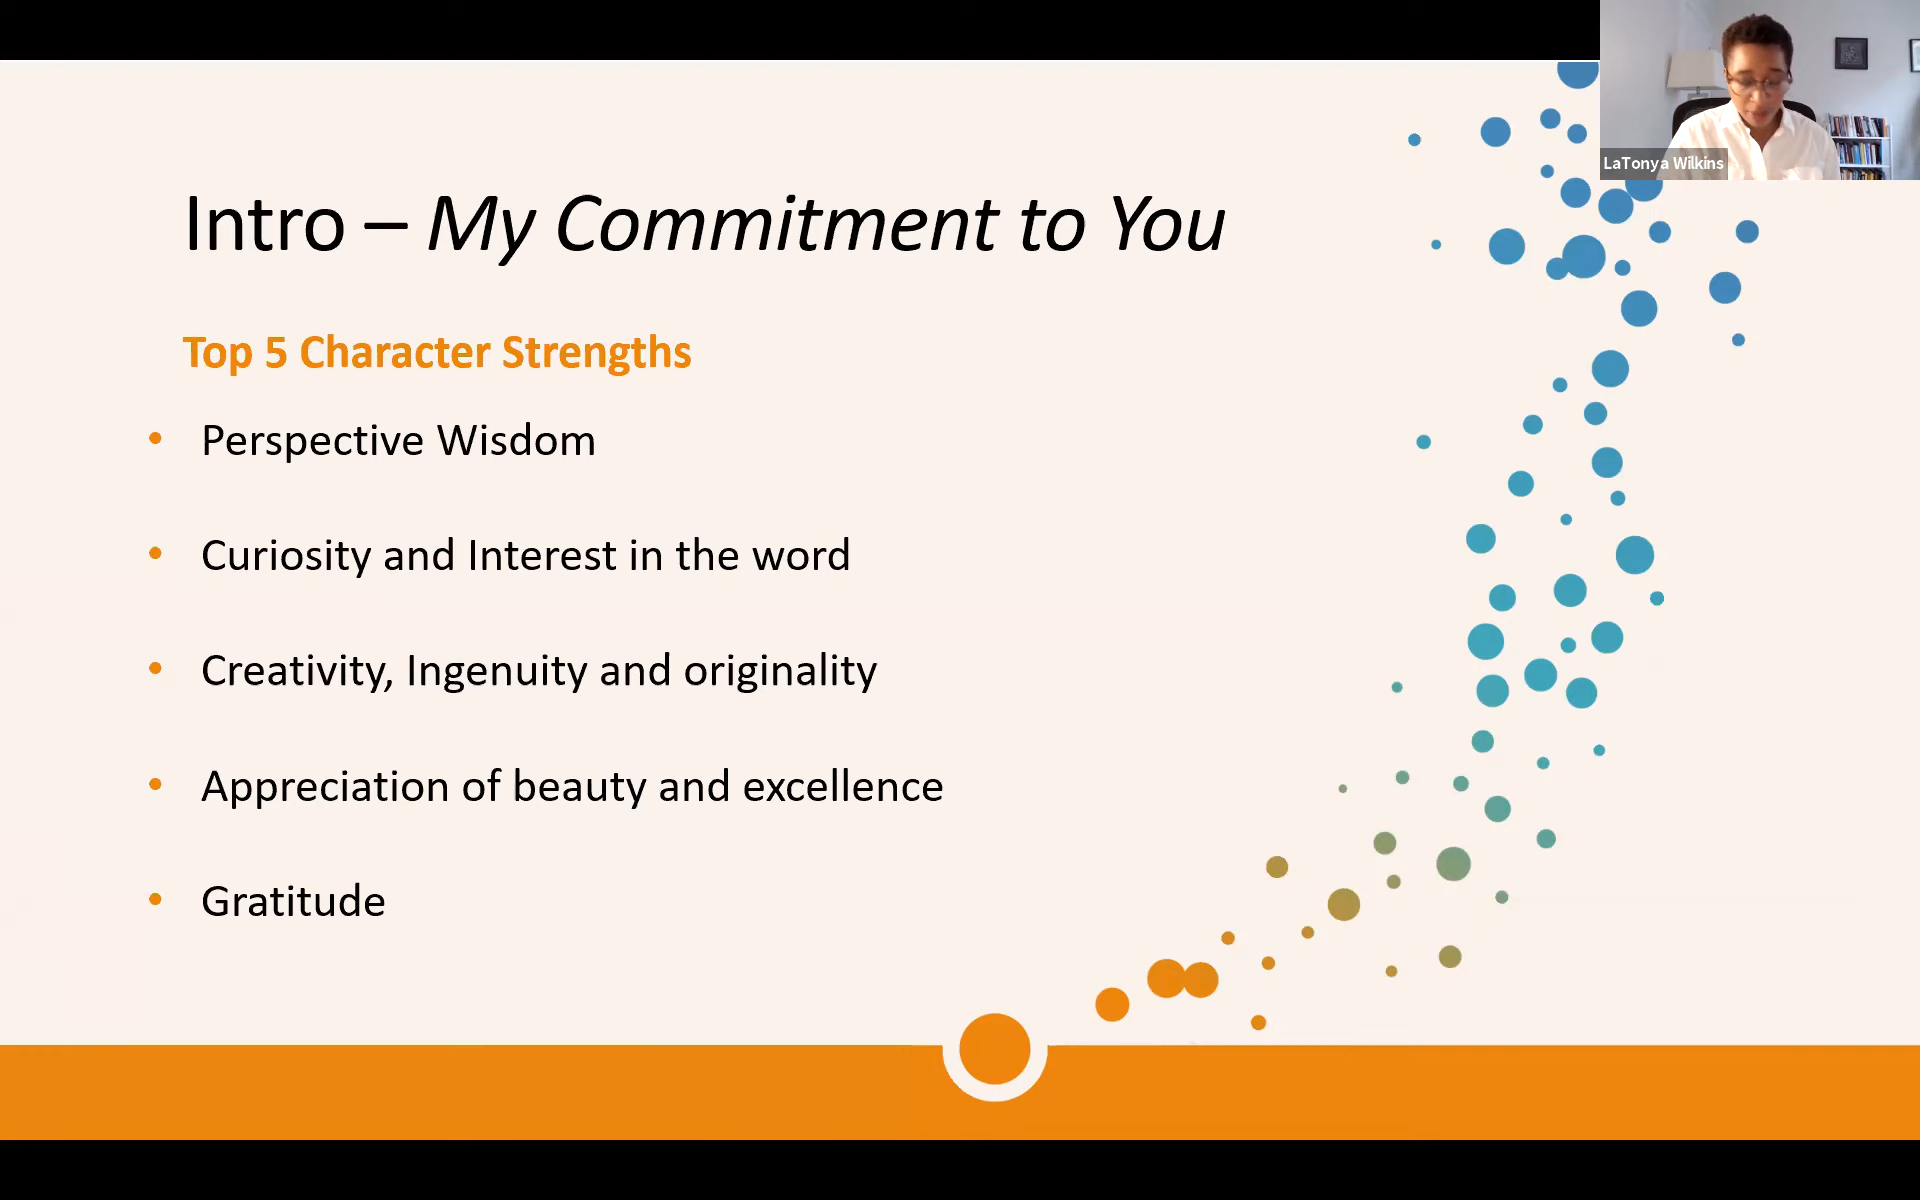 LaTonya Wilkins
Intro – My Commitment to You
Top 5 Character Strengths
• Perspective Wisdom
• Curiosity and Interest in the word
• Creativity, Ingenuity and originality
• Appreciation of beauty and excellence
• Gratitude